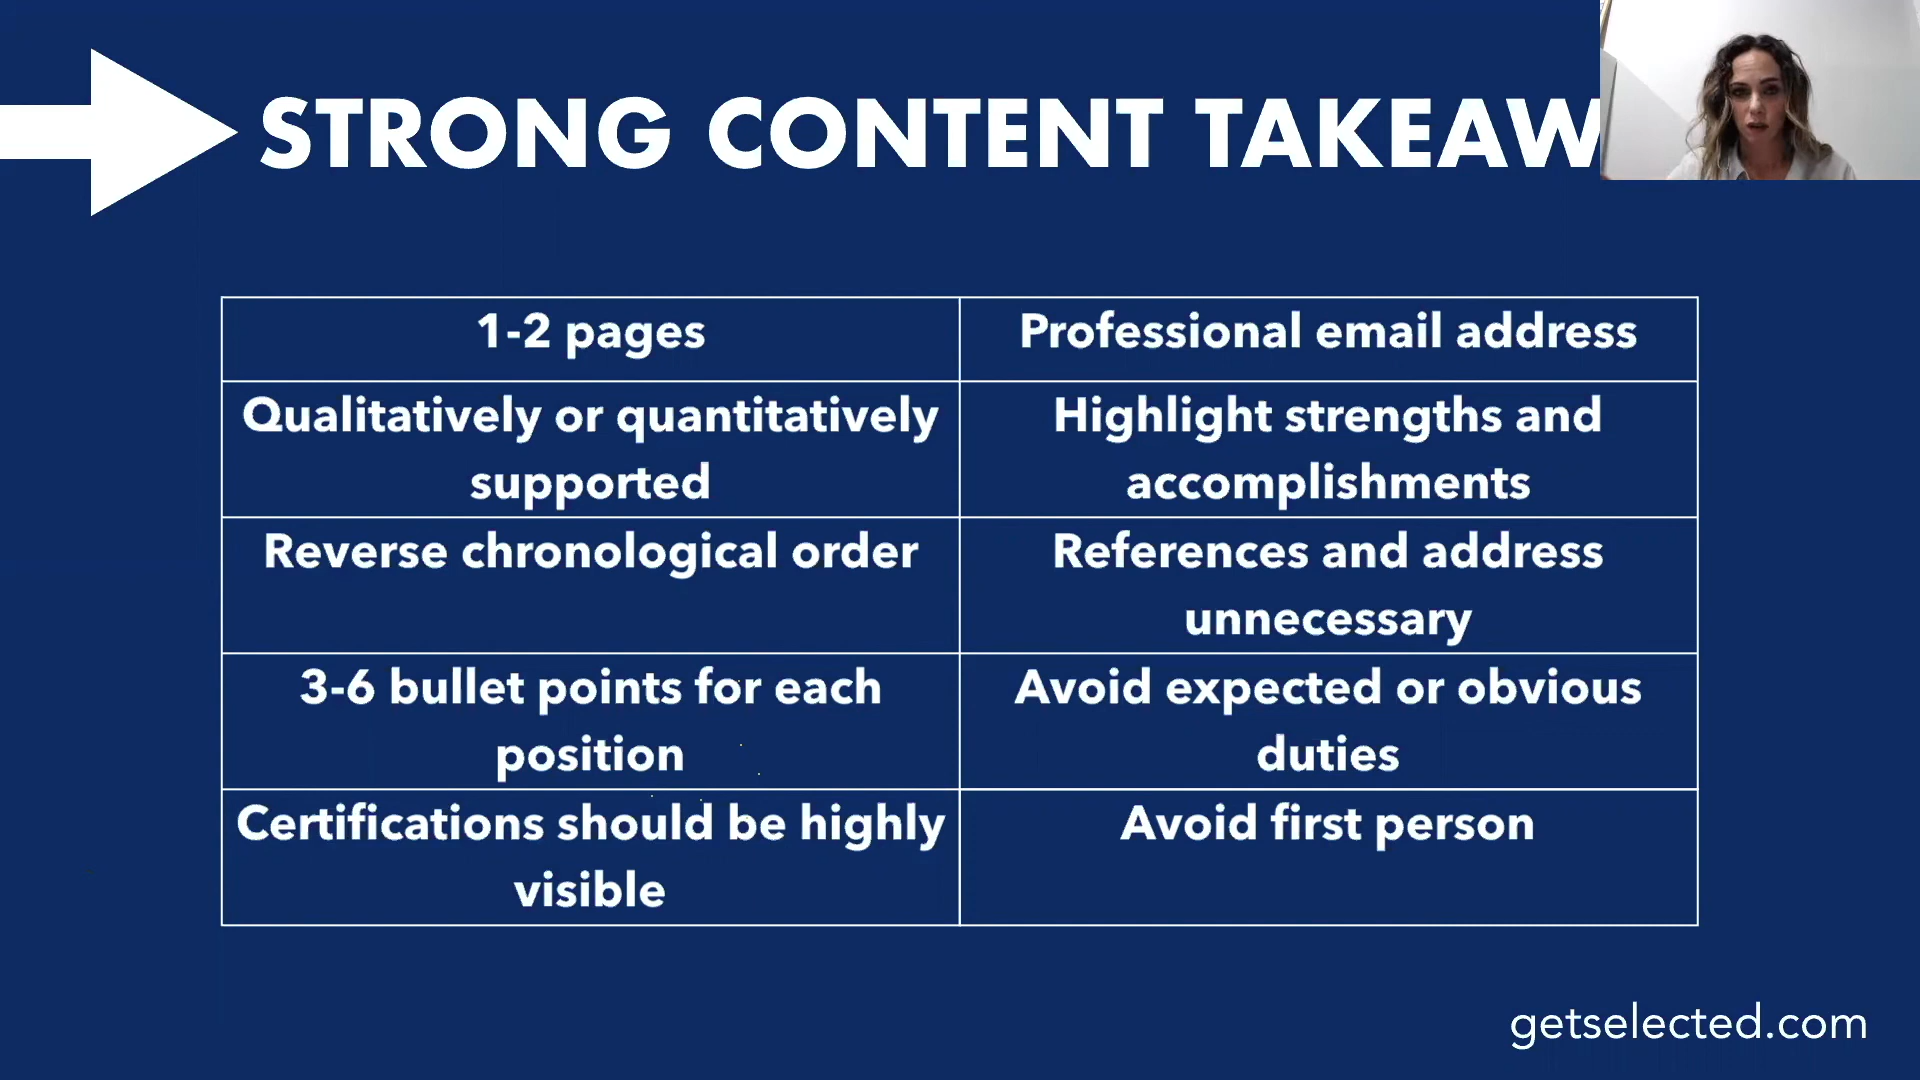 STRONG CONTENT TAKEAW
1-2 pages
Professional email address
Qualitatively or quantitatively
supported
Highlight strengths and
accomplishments
Reverse chronological order
References and address
unnecessary
3-6 bullet points for each
position
Avoid expected or obvious
duties
Certifications should be highly
visible
Avoid first person
getselected.com